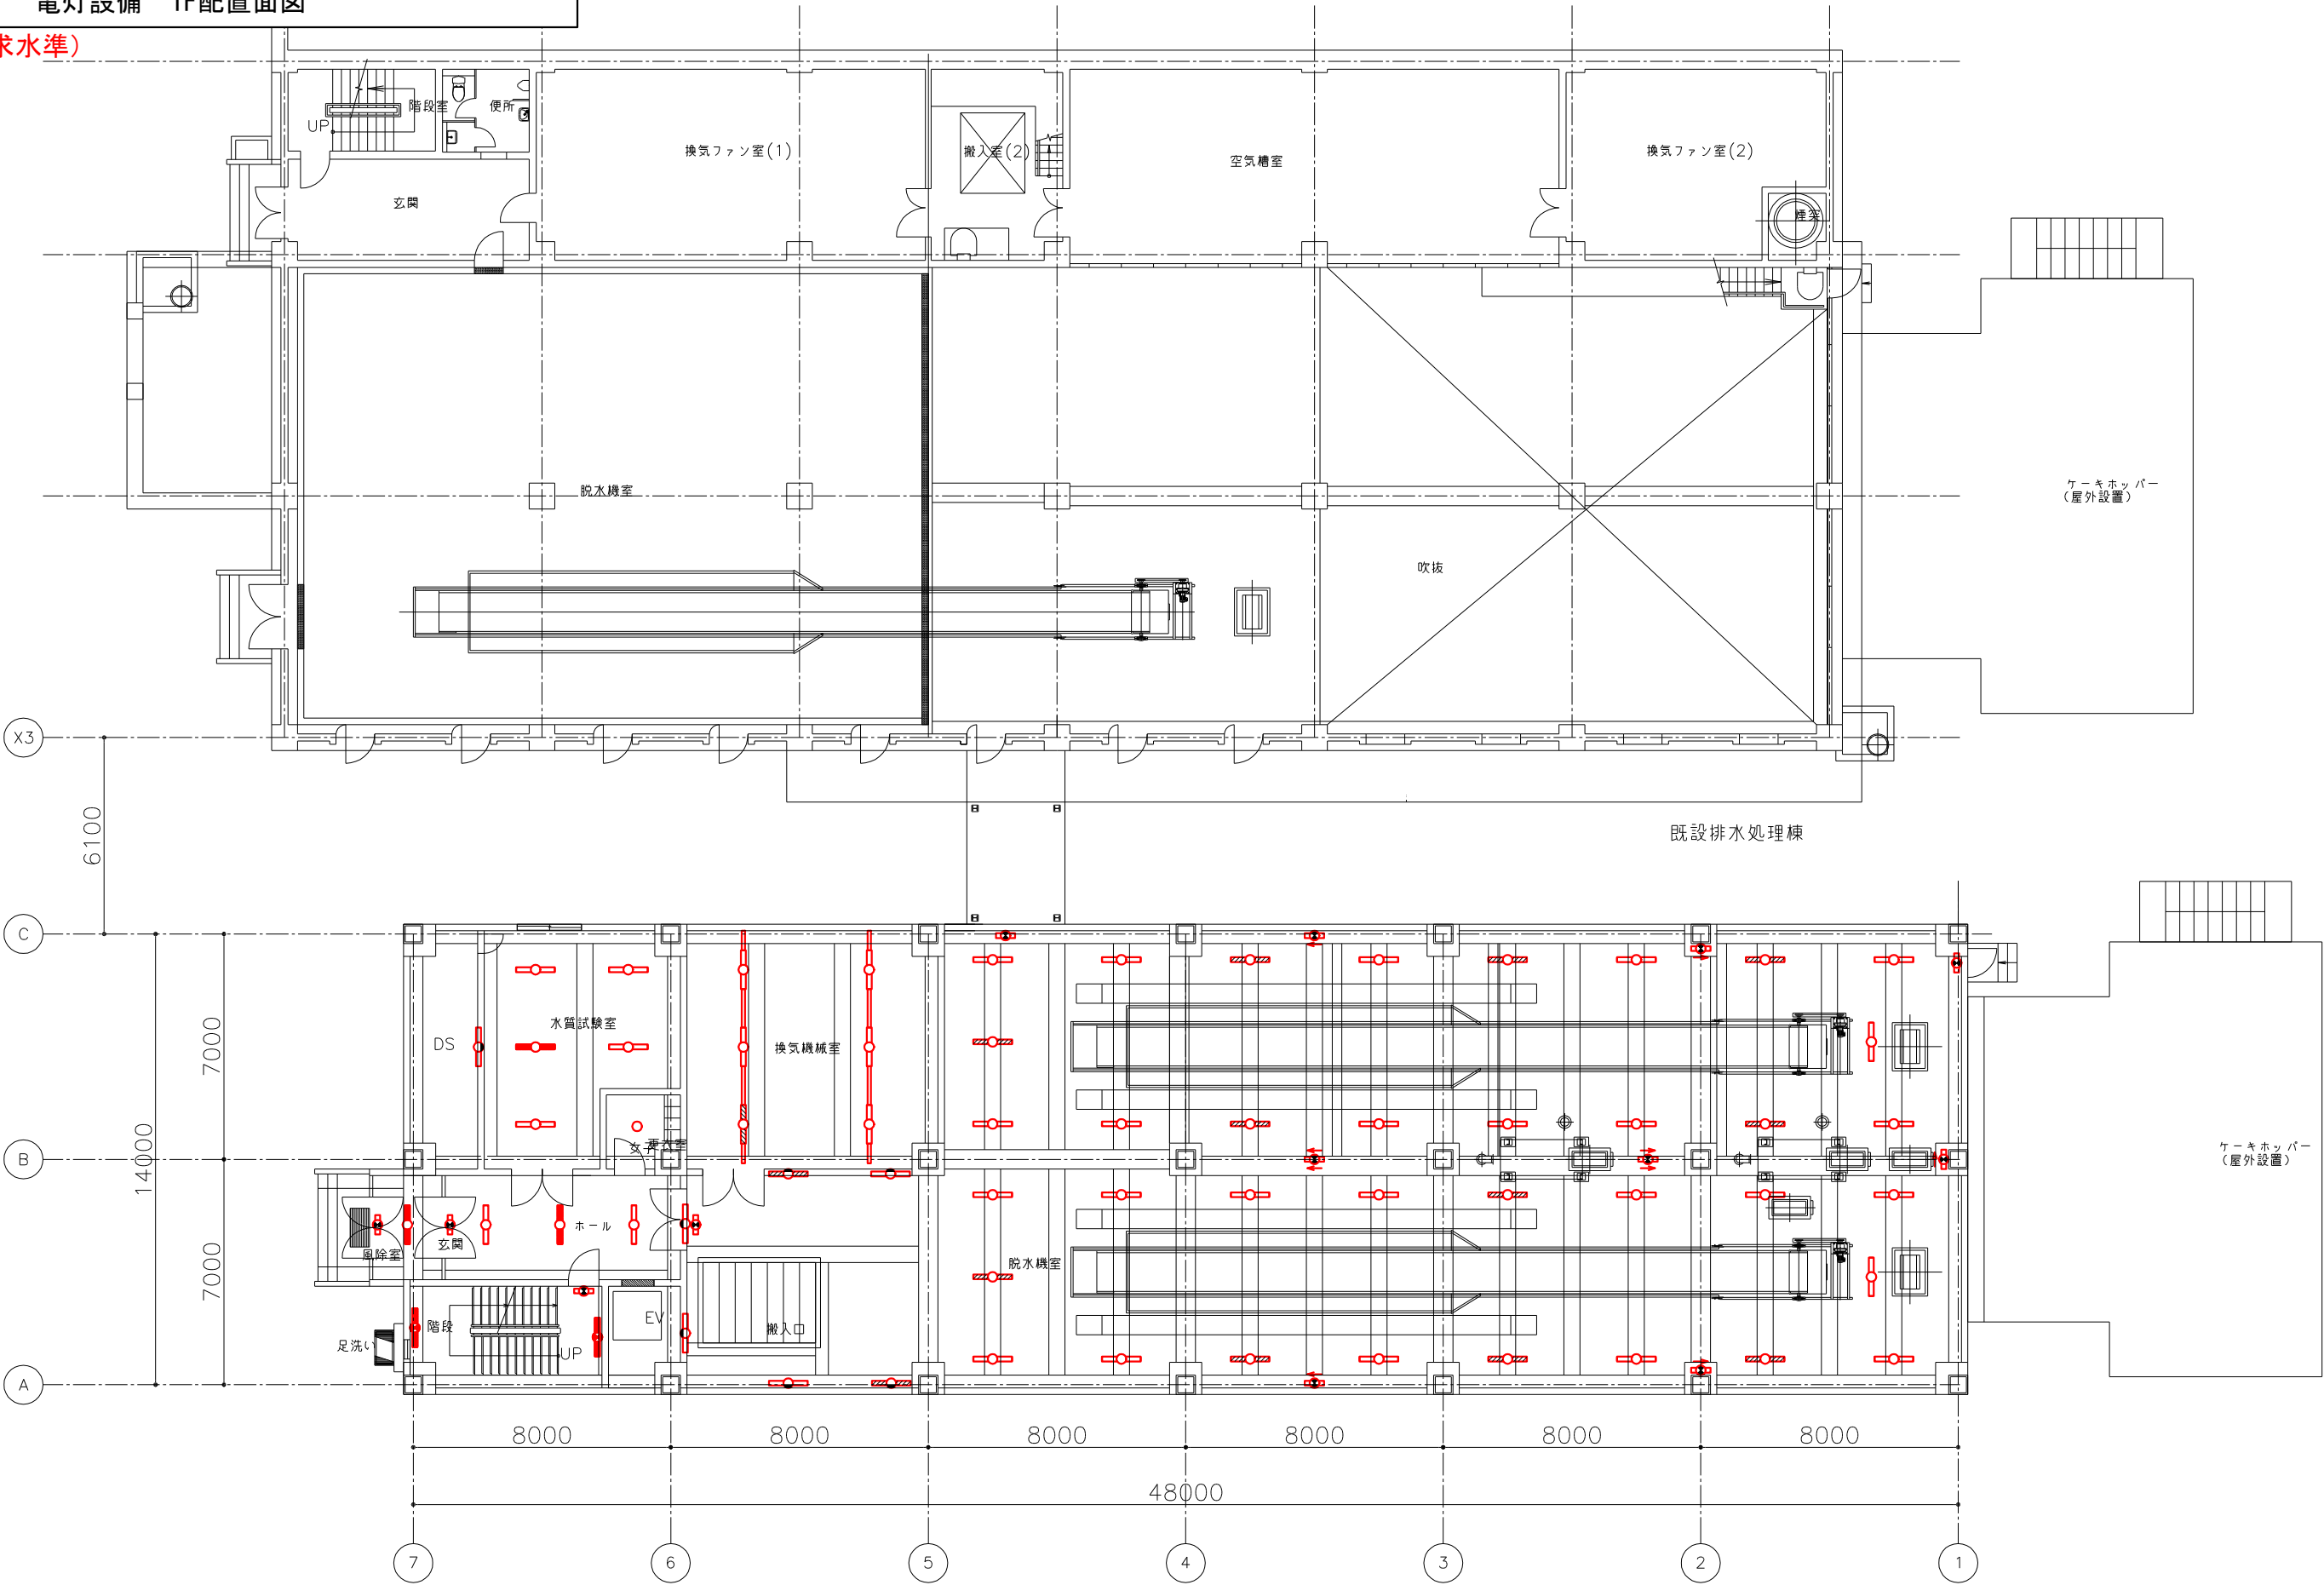 電灯設備 1F配置面図
求水準）
階段室
便所
UP
換気ファン室(1)
搬入室(2)
空気槽室
換気ファン室(2)
玄関
煙突
脱水機室
ケーキホッパー
（屋外設置）
吹抜
X3
6100
既設排水処理棟
C
DS
水質試験室
換気機械室
7000
14000
女子更衣室
B
ケーキホッパー
（屋外設置）
風除室
玄関
ホール
脱水機室
7000
足洗い
階段
UP
EV
搬入口
A
8000
8000
8000
8000
8000
8000
48000
7
6
5
4
3
2
1